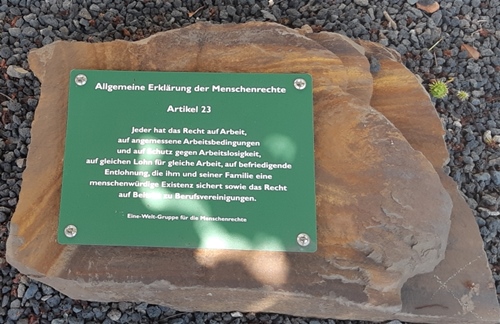 Allgemeine Erklärung der Menschenrechte
Artikel 23
Jeder hat das Recht auf Arbeit,
auf angemessene Arbeitsbedingungen
und auf Schutz gegen Arbeitslosigkeit,
auf gleichen Lohn für gleiche Arbeit, auf befriedigende
Entlohnung, die ihm und seiner Familie eine
menschenwürdige Existenz sichert sowie das Recht
auf Beitritt zu Berufsvereinigungen.
Eine-Welt-Gruppe für die Menschenrechte